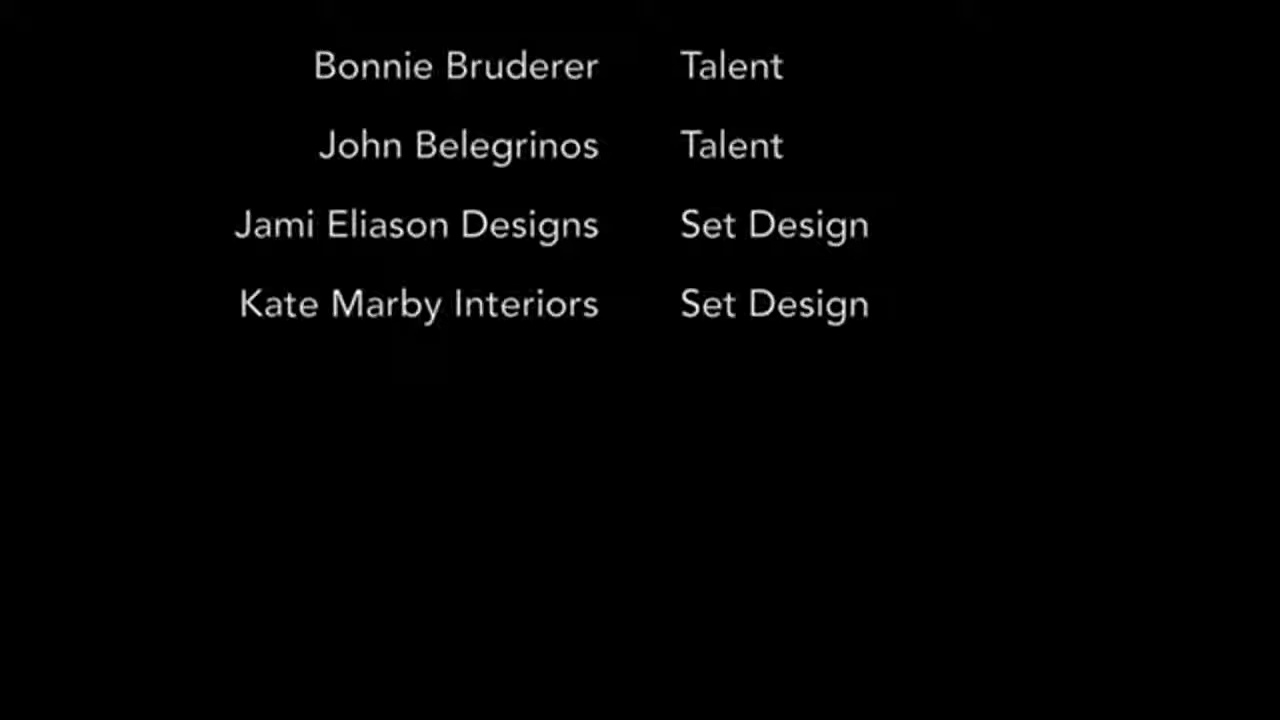 Bonnie Bruderer Talent
John Belegrinos Talent
Jami Eliason Designs Set Design
Kate Marby Interiors Set Design